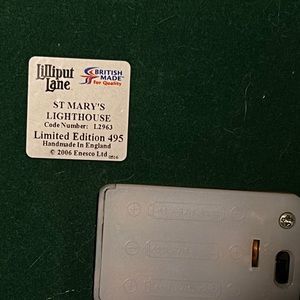 Lilliput
Lane
BRITISH
MADE
for Quality
ST MARY'S
LIGHTHOUSE
Code Number: L2963
Limited Edition 495
Handmade In England
© 2006 Enesco Ltd